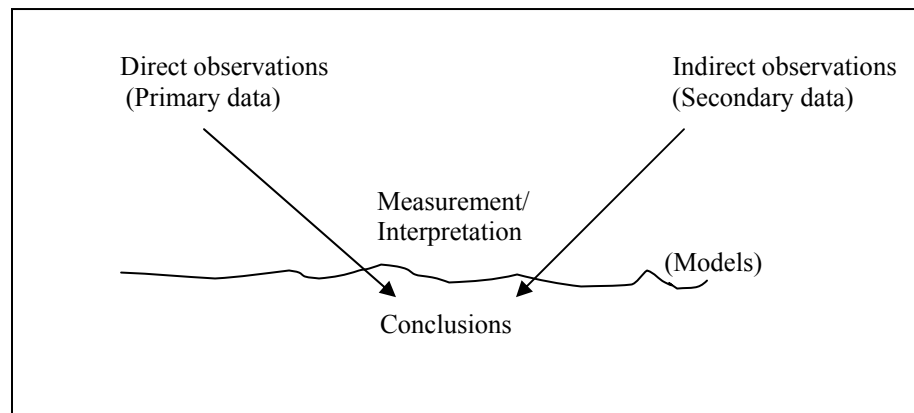 Direct observations
(Primary data)
Indirect observations
(Secondary data)
Measurement/
Interpretation
(Models)
Conclusions